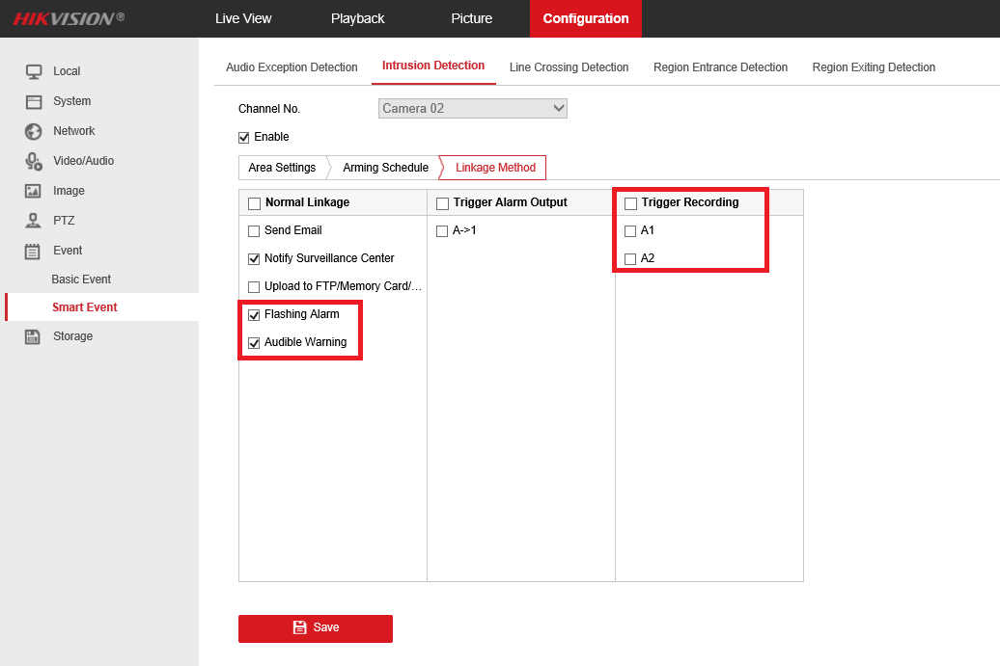 HIKVISION® Live View Playback Picture Configuration
Local
System
Network
Video/Audio
Image
PTZ
Event
Basic Event
Smart Event
Storage
Audio Exception Detection Intrusion Detection Line Crossing Detection Region Entrance Detection Region Exiting Detection
Channel No. Camera 02
Enable
Area Settings Arming Schedule Linkage Method
Normal Linkage Trigger Alarm Output Trigger Recording
Send Email A->1 A1
Notify Surveillance Center A2
Upload to FTP/Memory Card/...
Flashing Alarm
Audible Warning
Save